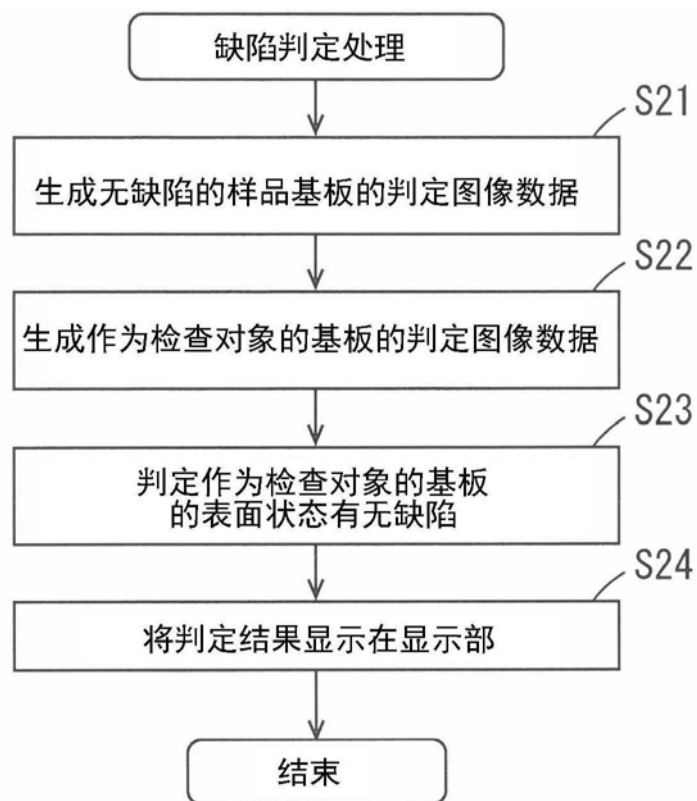 缺陷判定处理
S21
生成无缺陷的样品基板的判定图像数据
S22
生成作为检查对象的基板的判定图像数据
S23
判定作为检查对象的基板
的表面状态有无缺陷
S24
将判定结果显示在显示部
结束